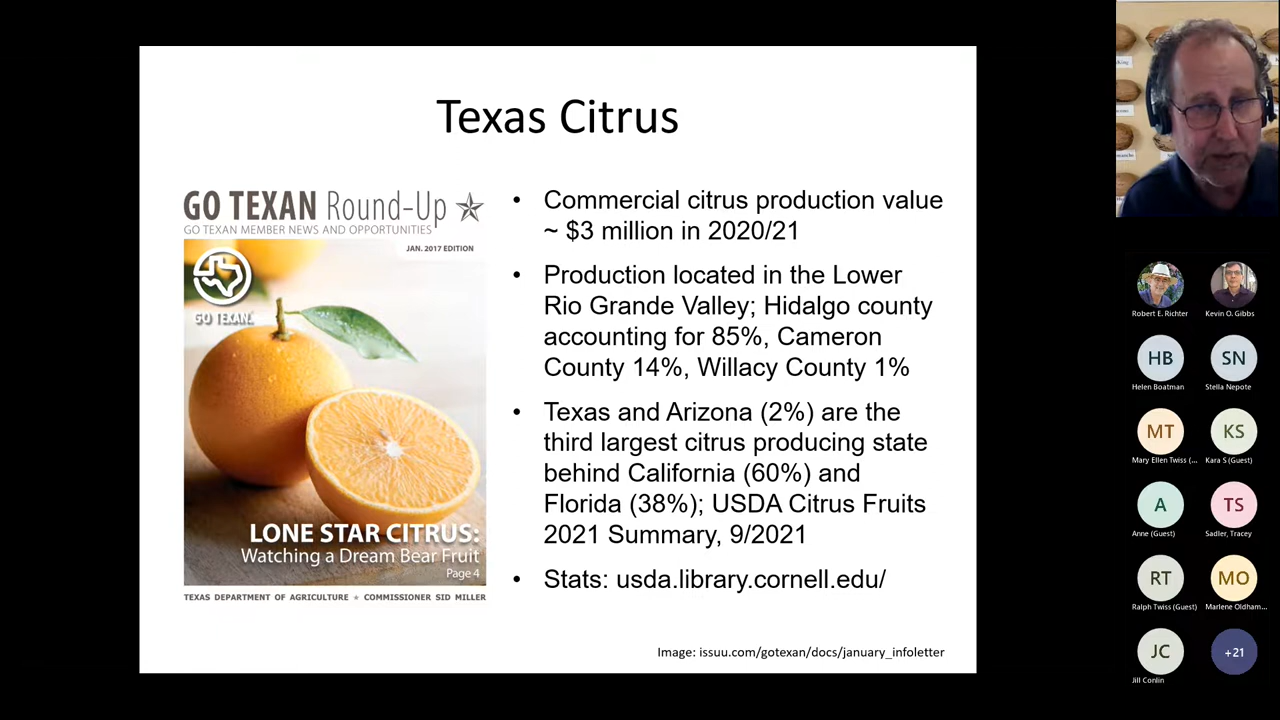 Texas Citrus
GO TEXAN Round-Up
GO TEXAN MEMBER NEWS AND OPPORTUNITIES
JAN. 2017 EDITION
GO TEXAN.
LONE STAR CITRUS:
Watching a Dream Bear Fruit
Page 4
TEXAS DEPARTMENT OF AGRICULTURE ★ COMMISSIONER SID MILLER
• Commercial citrus production value
~ $3 million in 2020/21
• Production located in the Lower
Rio Grande Valley; Hidalgo county
accounting for 85%, Cameron
County 14%, Willacy County 1%
• Texas and Arizona (2%) are the
third largest citrus producing state
behind California (60%) and
Florida (38%); USDA Citrus Fruits
2021 Summary, 9/2021
• Stats: usda.library.cornell.edu/
Image: issuu.com/gotexan/docs/january_infoletter
Robert E. Richter
Kevin O. Gibbs
HB
SN
Helen Boatman
Stella Nepote
MT
KS
Mary Ellen Twiss (...
Kara S (Guest)
A
TS
Anne (Guest)
Sadler, Tracey
RT
MO
Ralph Twiss (Guest)
Marlene Oldham...
JC
+21
Jill Conlin